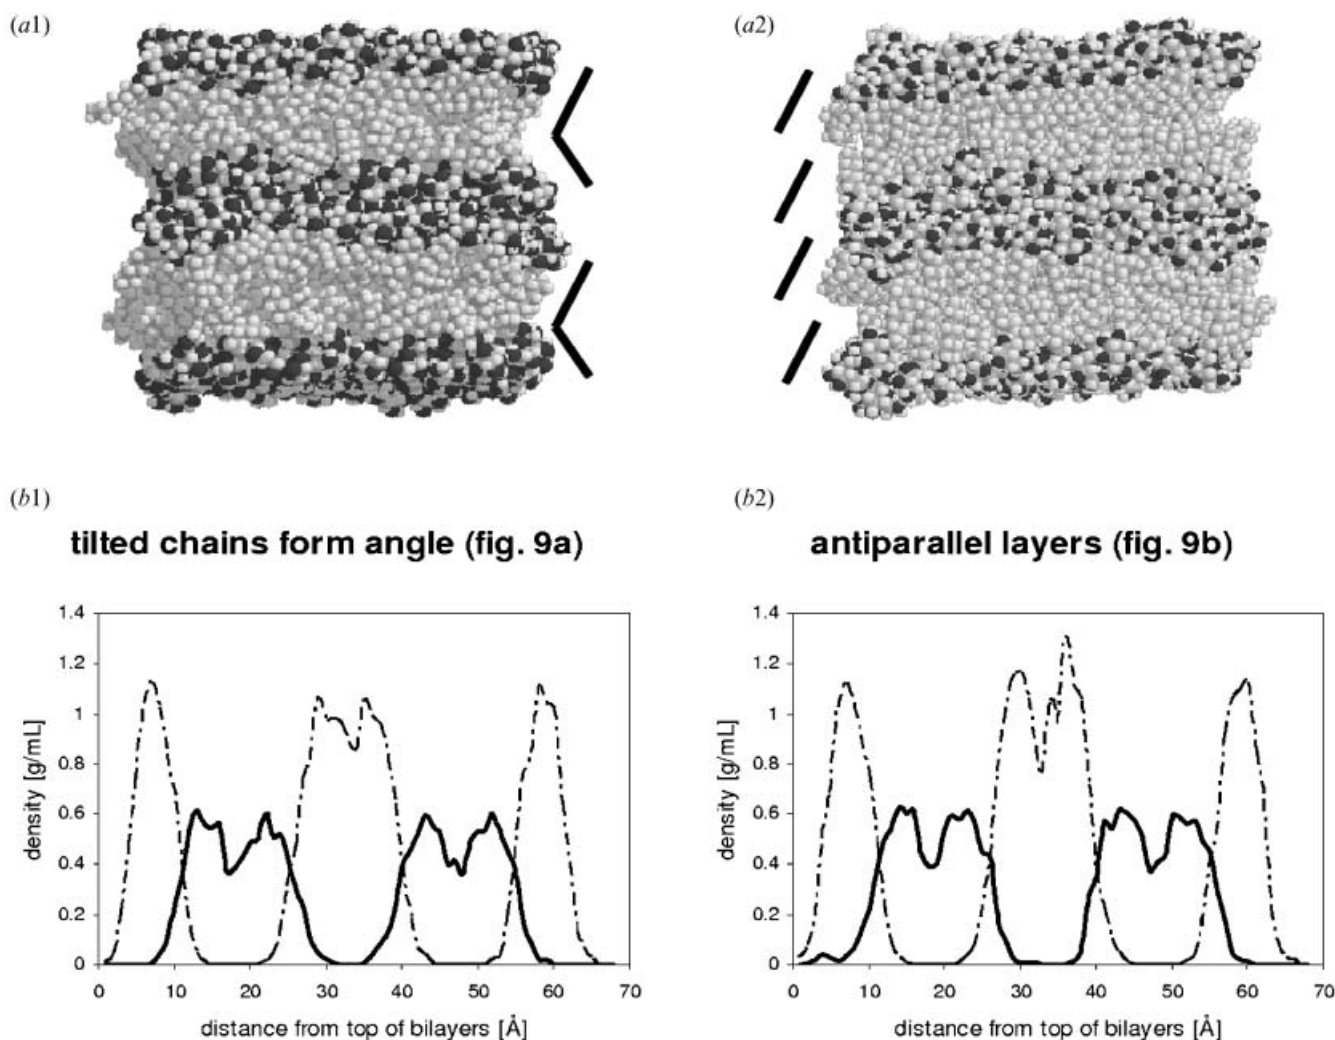 (a1)
(a2)
(b1)
(b2)
tilted chains form angle (fig. 9a)
antiparallel layers (fig. 9b)
1.4
1.2
1
0.8
0.6
0.4
0.2
0
density [g/mL]
0 10 20 30 40 50 60 70
distance from top of bilayers [Å]
1.4
1.2
1
0.8
0.6
0.4
0.2
0
density [g/mL]
0 10 20 30 40 50 60 70
distance from top of bilayers [Å]